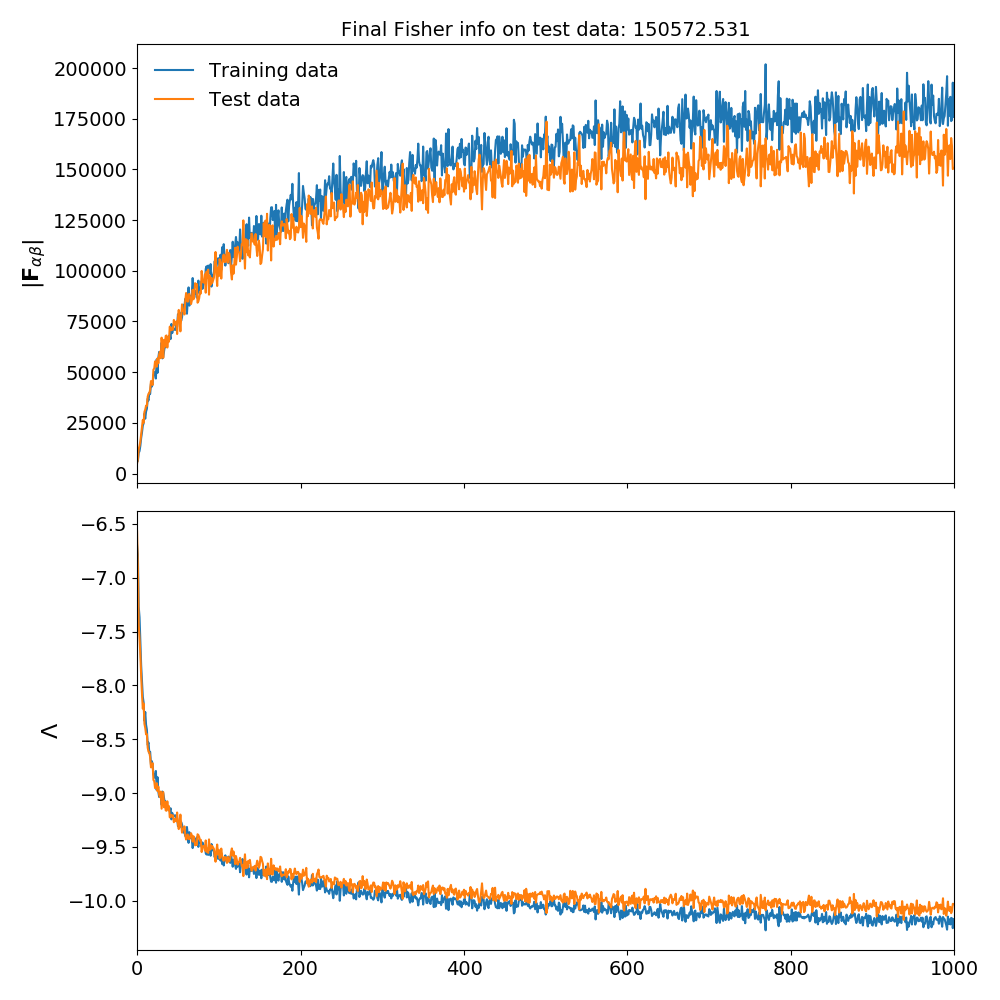 Final Fisher info on test data: 150572.531
200000
175000
150000
125000
100000
75000
50000
25000
0
|F_αβ|
Training data
Test data
−6.5
−7.0
−7.5
−8.0
−8.5
−9.0
−9.5
−10.0
Λ
0 200 400 600 800 1000